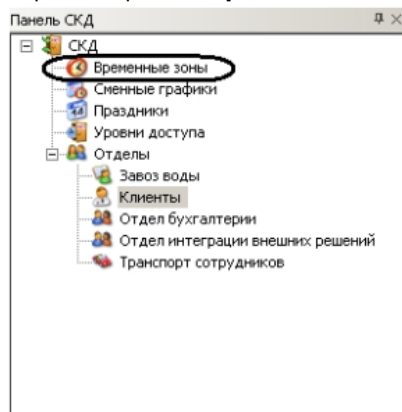 Панель СКД
СКД
Временные зоны
Сменные графики
Праздники
Уровни доступа
Отделы
Завоз воды
Клиенты
Отдел бухгалтерии
Отдел интеграции внешних решений
Транспорт сотрудников